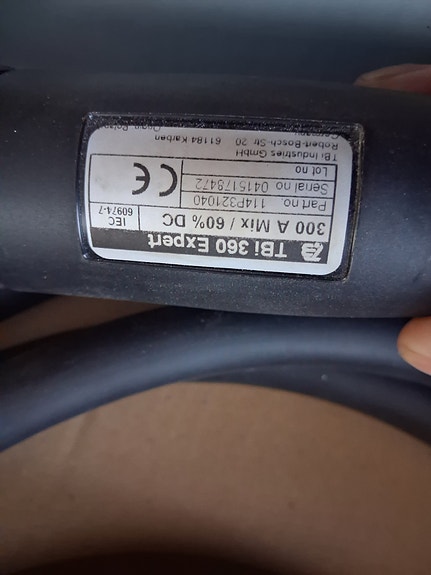 TBi 360 Expert
300 A Mix / 60% DC
IEC
60974-7
Part.no. 114P321040
Serial no 0415178472
Lot no
CE
TBi Industries GmbH
Robert-Bosch-Str. 20
61184 Karben
Germany